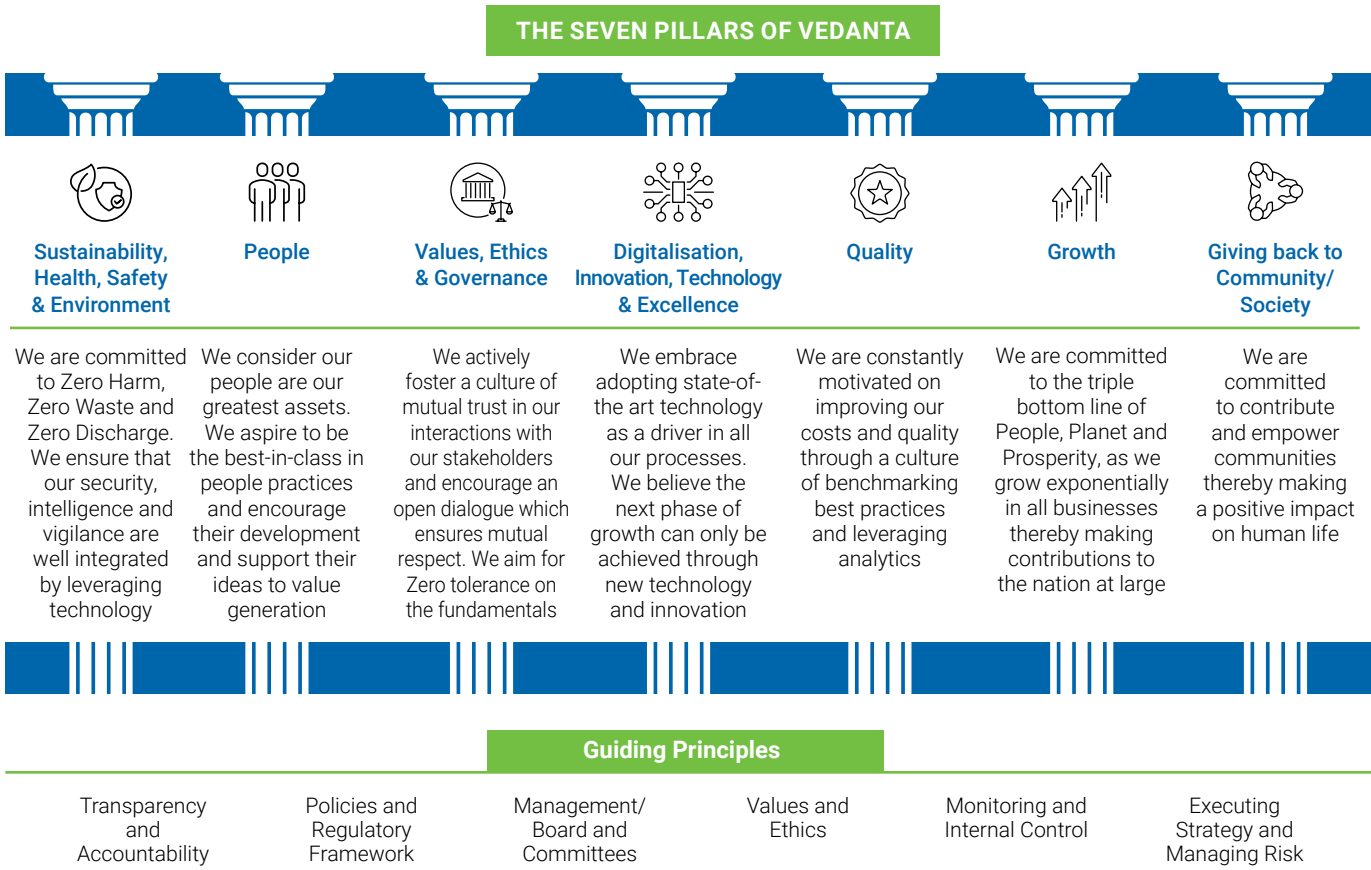 THE SEVEN PILLARS OF VEDANTA
Sustainability,
Health, Safety
& Environment
People
Values, Ethics
& Governance
Digitalisation,
Innovation, Technology
& Excellence
Quality
Growth
Giving back to
Community/
Society
We are committed
to Zero Harm,
Zero Waste and
Zero Discharge.
We ensure that
our security,
intelligence and
vigilance are
well integrated
by leveraging
technology
We consider our
people are our
greatest assets.
We aspire to be
the best-in-class in
people practices
and encourage
their development
and support their
ideas to value
generation
We actively
foster a culture of
mutual trust in our
interactions with
our stakeholders
and encourage an
open dialogue which
ensures mutual
respect. We aim for
Zero tolerance on
the fundamentals
We embrace
adopting state-of-
the art technology
as a driver in all
our processes.
We believe the
next phase of
growth can only be
achieved through
new technology
and innovation
We are constantly
motivated on
improving our
costs and quality
through a culture
of benchmarking
best practices
and leveraging
analytics
We are committed
to the triple
bottom line of
People, Planet and
Prosperity, as we
grow exponentially
in all businesses
thereby making
contributions to
the nation at large
We are
committed
to contribute
and empower
communities
thereby making
a positive impact
on human life
Guiding Principles
Transparency
and
Accountability
Policies and
Regulatory
Framework
Management/
Board and
Committees
Values and
Ethics
Monitoring and
Internal Control
Executing
Strategy and
Managing Risk